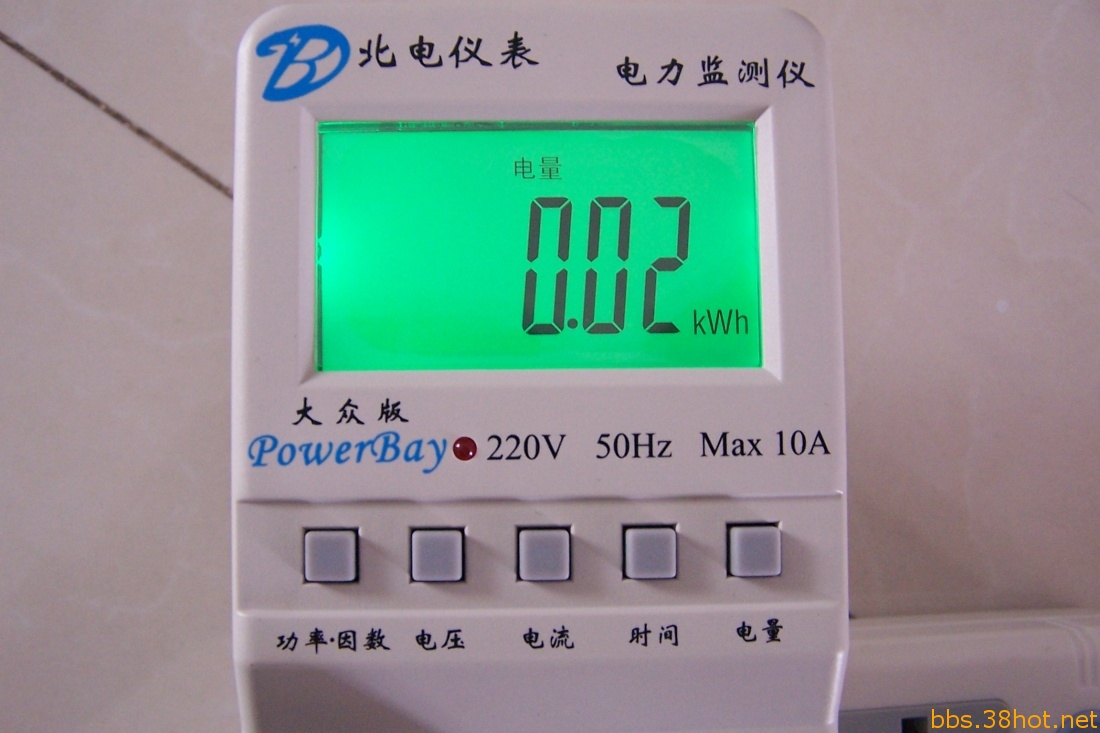 北电仪表
电力监测仪
电量
0.02 kWh
大众版
PowerBay 220V 50Hz Max 10A
功率·因数 电压 电流 时间 电量
bbs.38hot.net